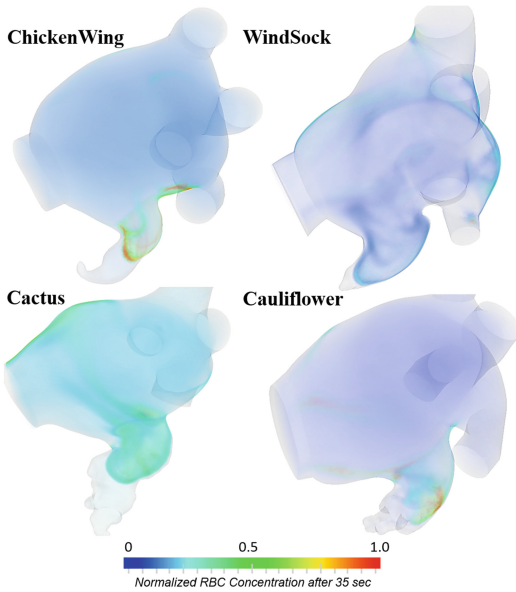 ChickenWing
WindSock
Cactus
Cauliflower
0 0.5 1.0
Normalized RBC Concentration after 35 sec